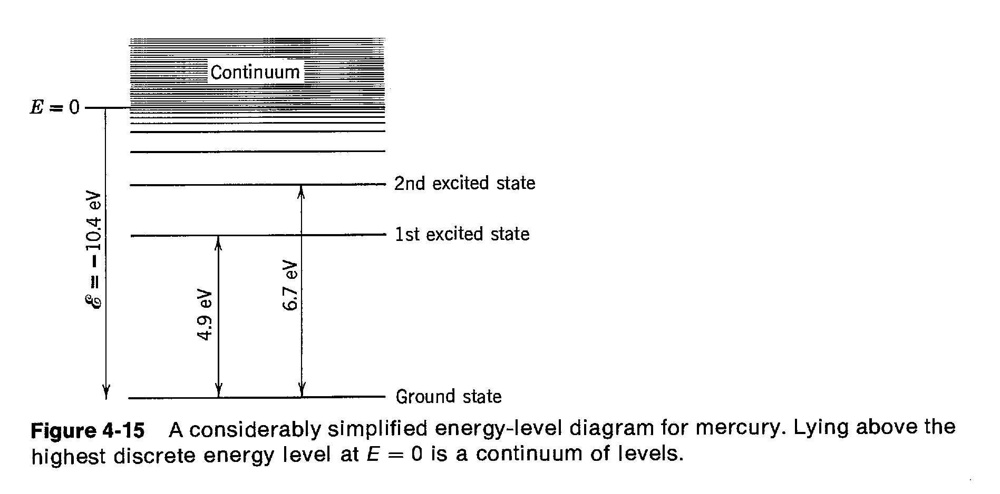 Continuum
E = 0
2nd excited state
1st excited state
ℰ = −10.4 eV
4.9 eV
6.7 eV
Ground state
Figure 4-15 A considerably simplified energy-level diagram for mercury. Lying above the
highest discrete energy level at E = 0 is a continuum of levels.